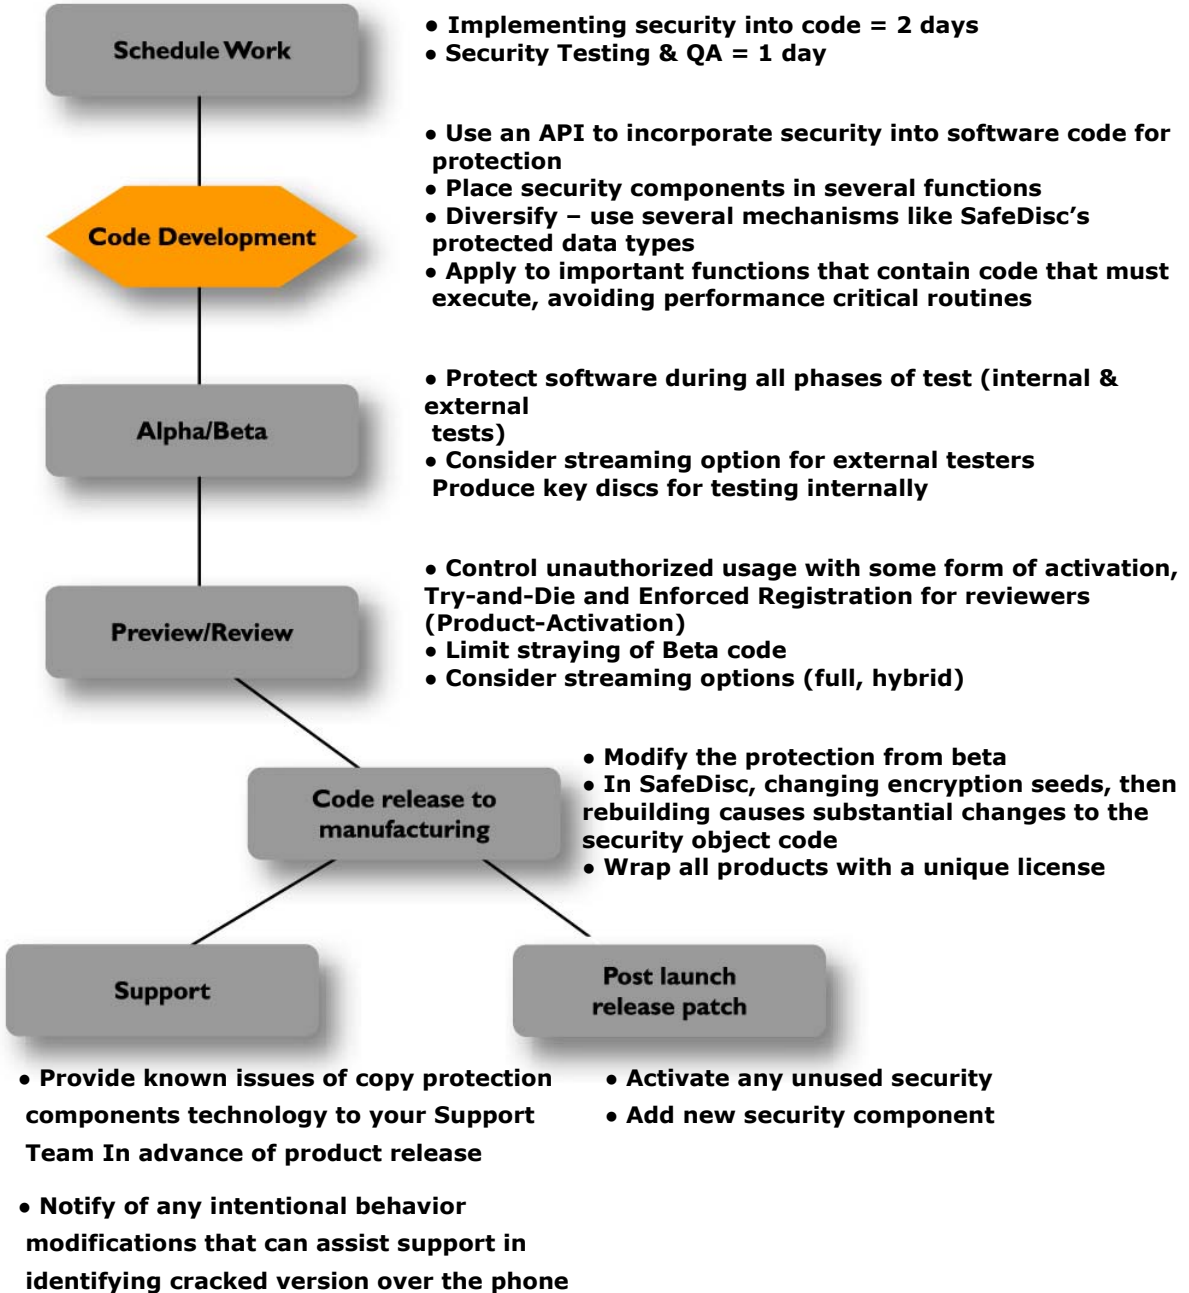 Schedule Work
● Implementing security into code = 2 days
● Security Testing & QA = 1 day
Code Development
● Use an API to incorporate security into software code for
protection
● Place security components in several functions
● Diversify – use several mechanisms like SafeDisc's
protected data types
● Apply to important functions that contain code that must
execute, avoiding performance critical routines
Alpha/Beta
● Protect software during all phases of test (internal &
external
tests)
● Consider streaming option for external testers
Produce key discs for testing internally
Preview/Review
● Control unauthorized usage with some form of activation,
Try-and-Die and Enforced Registration for reviewers
(Product-Activation)
● Limit straying of Beta code
● Consider streaming options (full, hybrid)
Code release to
manufacturing
● Modify the protection from beta
● In SafeDisc, changing encryption seeds, then
rebuilding causes substantial changes to the
security object code
● Wrap all products with a unique license
Support
● Provide known issues of copy protection
components technology to your Support
Team In advance of product release
● Notify of any intentional behavior
modifications that can assist support in
identifying cracked version over the phone
Post launch
release patch
● Activate any unused security
● Add new security component